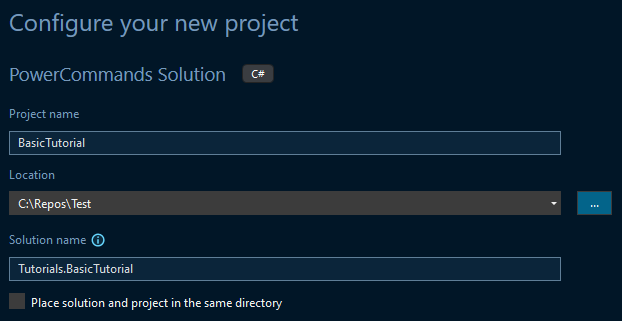 Configure your new project
PowerCommands Solution C#
Project name
BasicTutorial
Location
C:\Repos\Test
...
Solution name
Tutorials.BasicTutorial
Place solution and project in the same directory